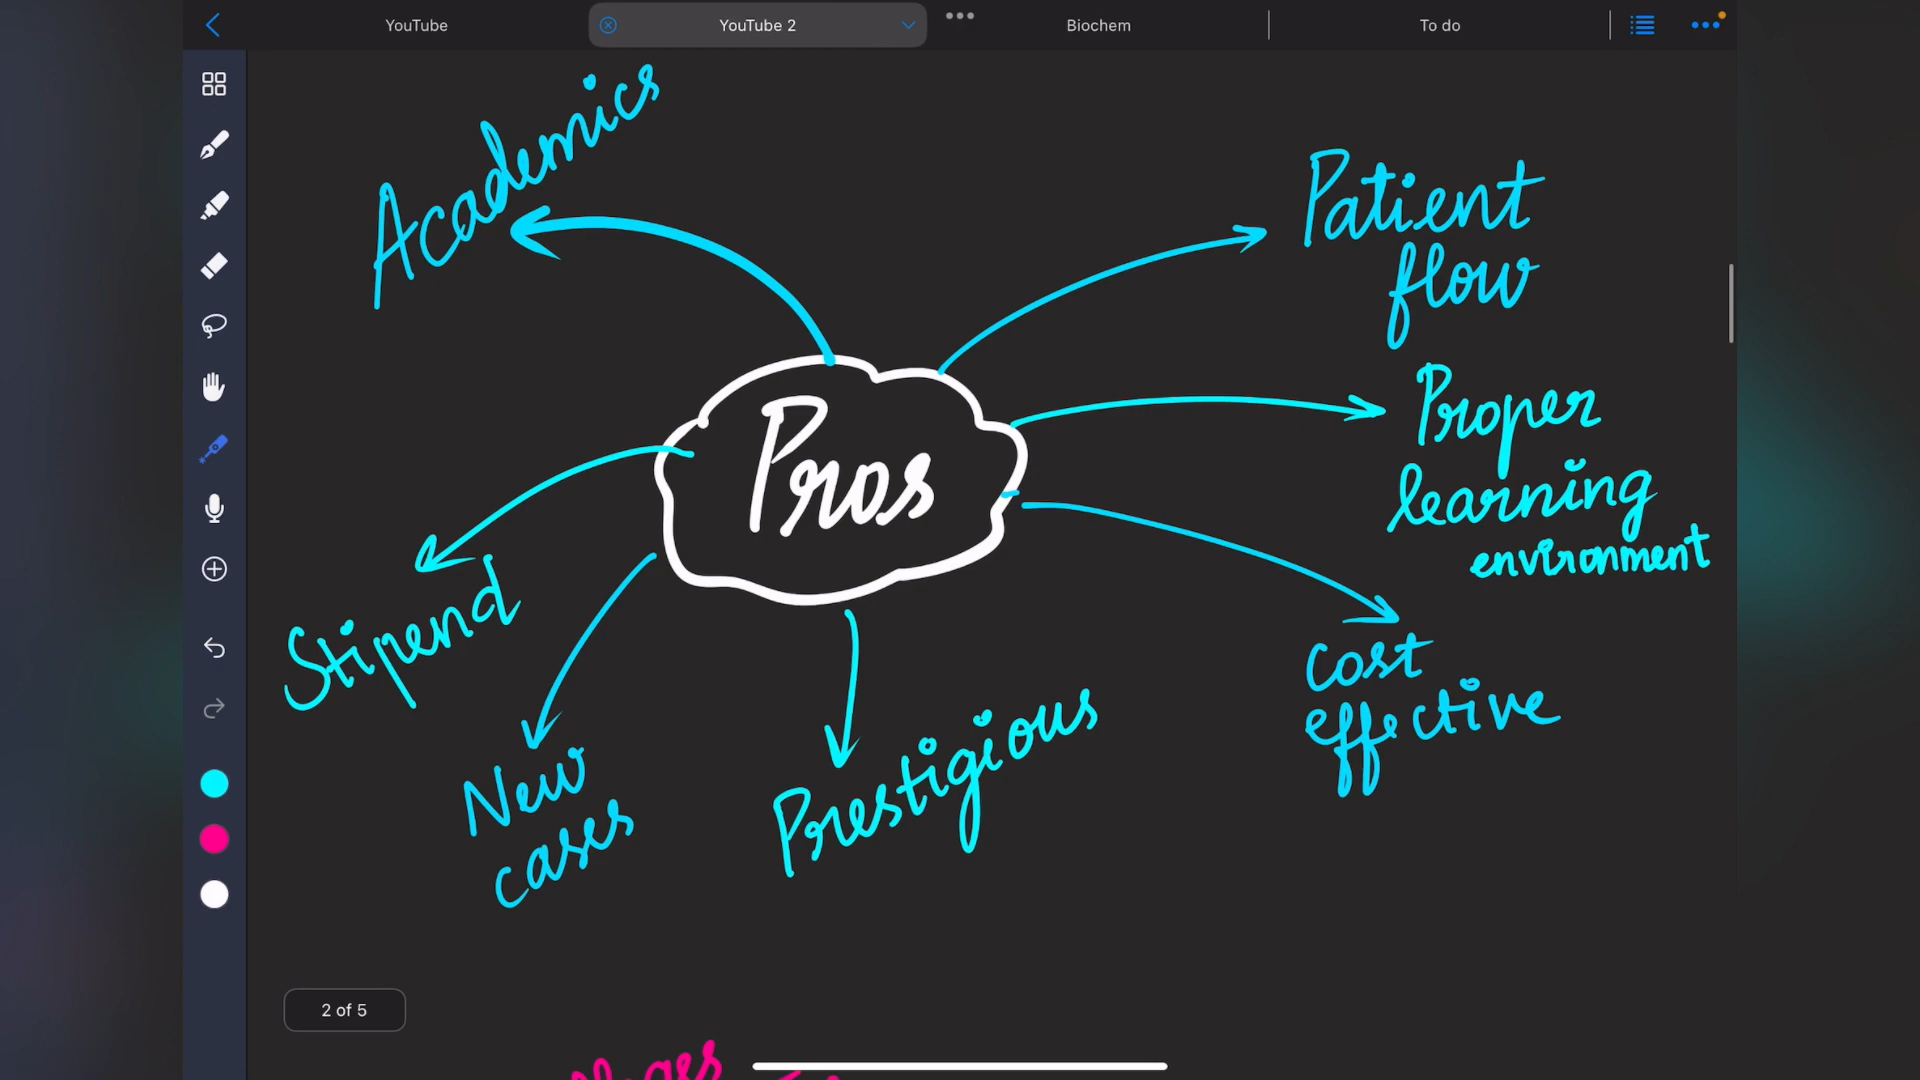 YouTube
YouTube 2
Biochem
To do
Academics
Patient
flow
Proper
learning
environment
Pros
Stipend
Cost
effective
New
cases
Prestigious
2 of 5